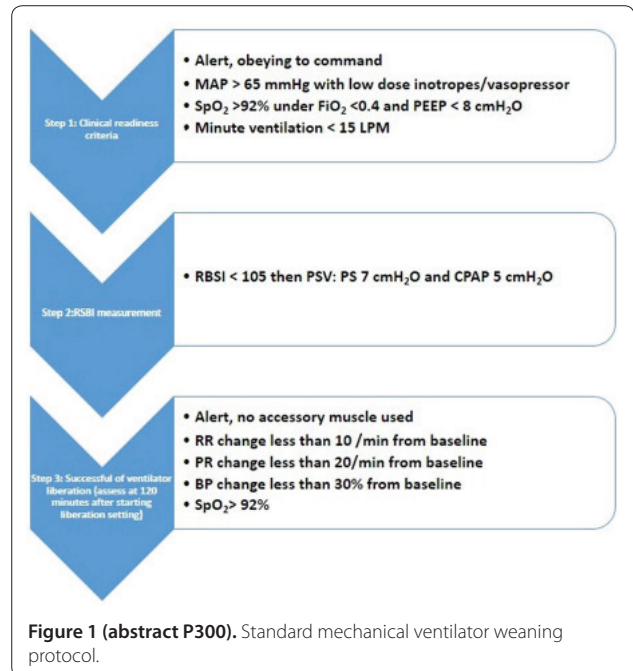 Step 1: Clinical readiness
criteria
• Alert, obeying to command
• MAP > 65 mmHg with low dose inotropes/vasopressor
• SpO₂ >92% under FiO₂ <0.4 and PEEP < 8 cmH₂O
• Minute ventilation < 15 LPM
Step 2:RSBI measurement
• RBSI < 105 then PSV: PS 7 cmH₂O and CPAP 5 cmH₂O
Step 3: Successful of ventilator
liberation (assess at 120
minutes after starting
liberation setting)
• Alert, no accessory muscle used
• RR change less than 10 /min from baseline
• PR change less than 20/min from baseline
• BP change less than 30% from baseline
• SpO₂> 92%
Figure 1 (abstract P300). Standard mechanical ventilator weaning
protocol.